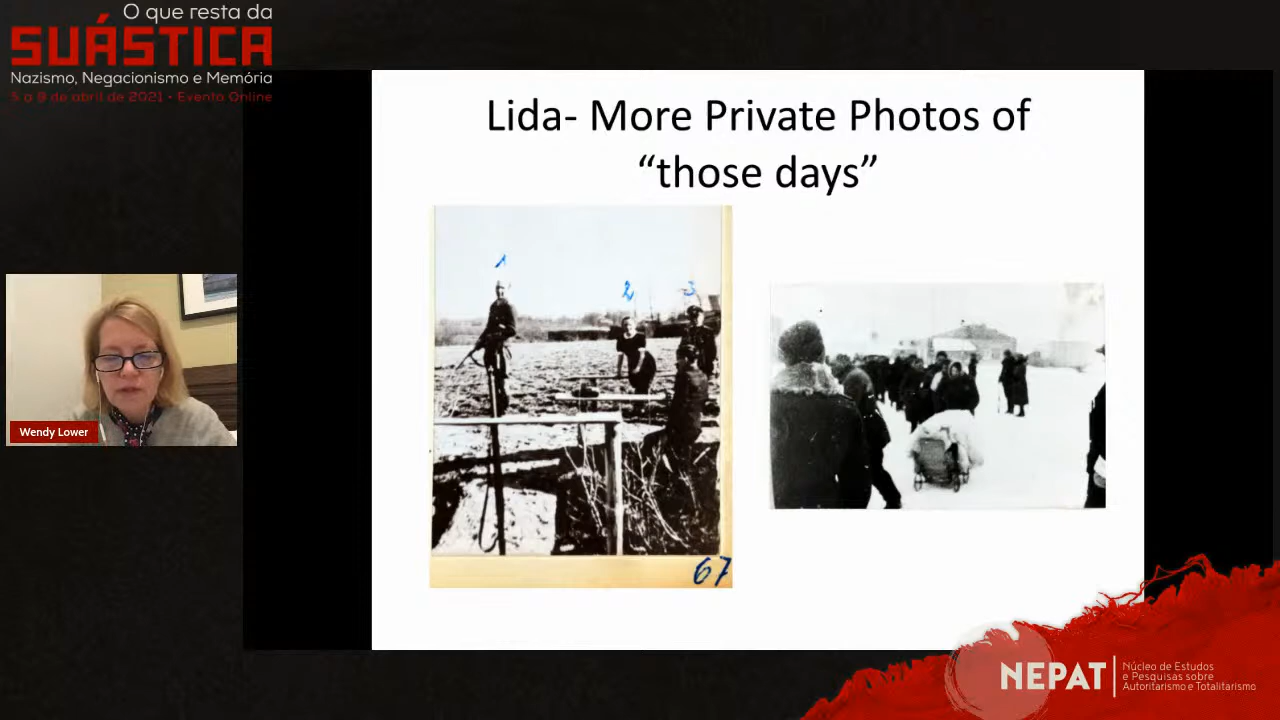 O que resta da
SUÁSTICA
Nazismo, Negacionismo e Memória
5 a 9 de abril de 2021 • Evento Online
Lida- More Private Photos of
“those days”
1
2
3
67
Wendy Lower
NEPAT
Núcleo de Estudos
e Pesquisas sobre
Autoritarismo e Totalitarismo